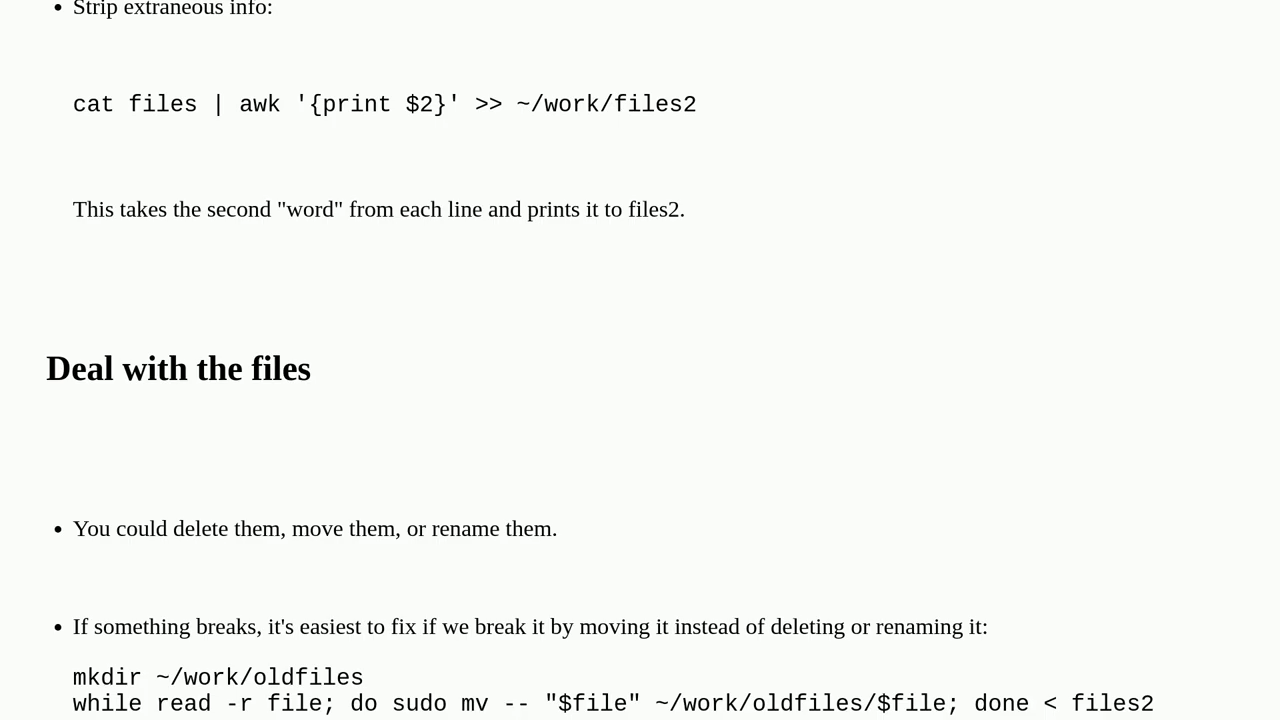 • Strip extraneous info:
cat files | awk '{print $2}' >> ~/work/files2
This takes the second "word" from each line and prints it to files2.
Deal with the files
• You could delete them, move them, or rename them.
• If something breaks, it's easiest to fix if we break it by moving it instead of deleting or renaming it:
mkdir ~/work/oldfiles
while read -r file; do sudo mv -- "$file" ~/work/oldfiles/$file; done < files2